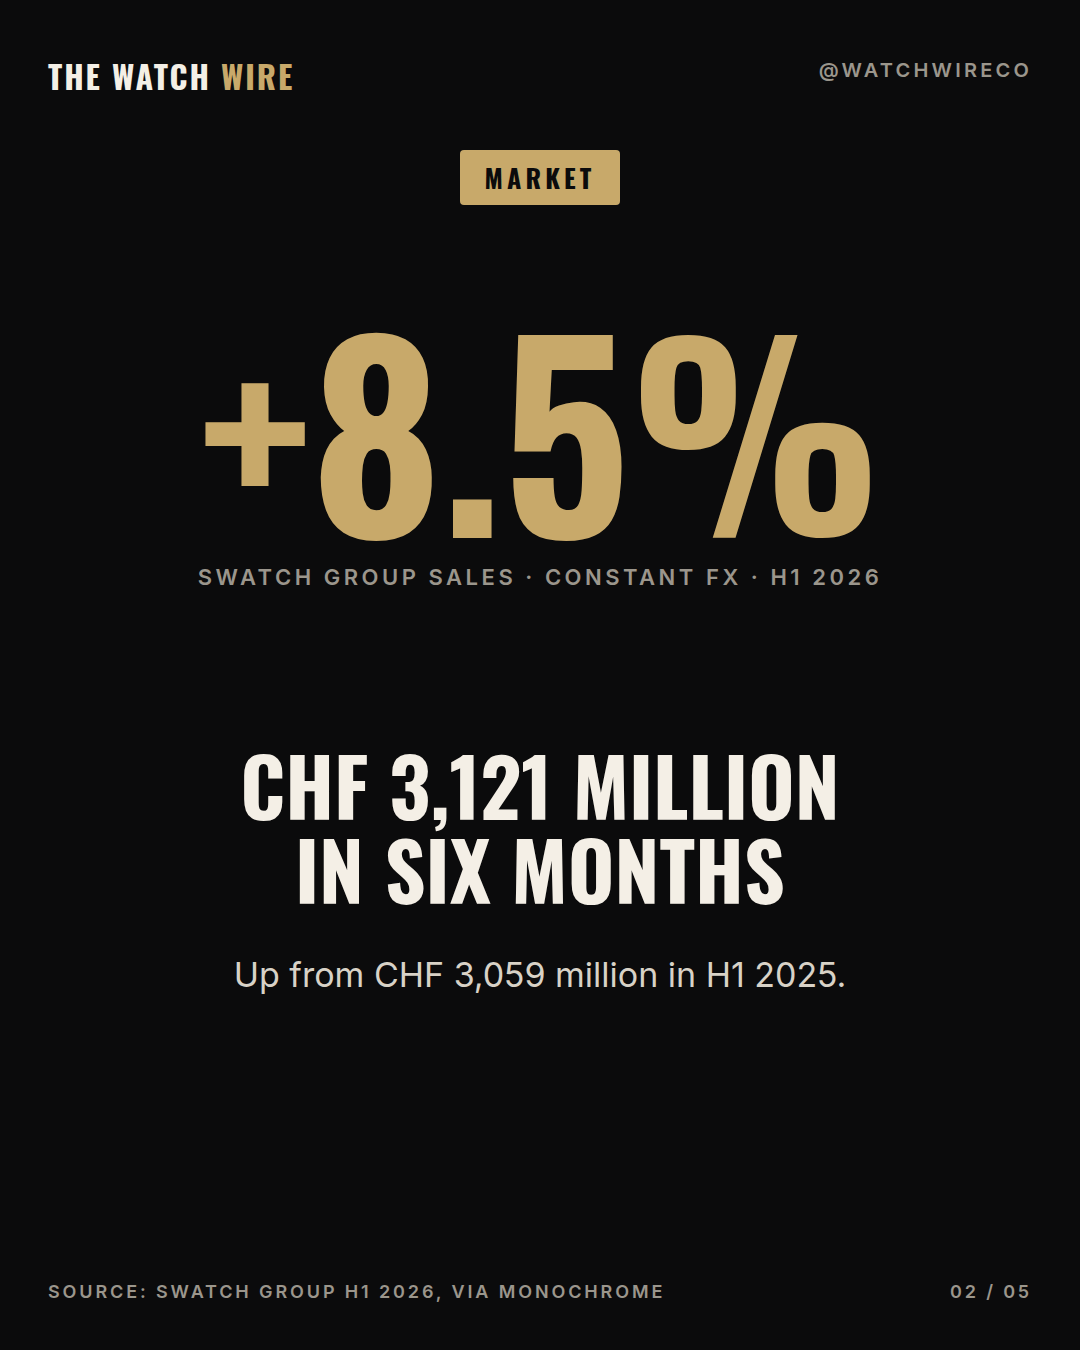 THE WATCH WIRE
@WATCHWIRECO
MARKET
+8.5%
SWATCH GROUP SALES · CONSTANT FX · H1 2026
CHF 3,121 MILLION
IN SIX MONTHS
Up from CHF 3,059 million in H1 2025.
SOURCE: SWATCH GROUP H1 2026, VIA MONOCHROME
02 / 05